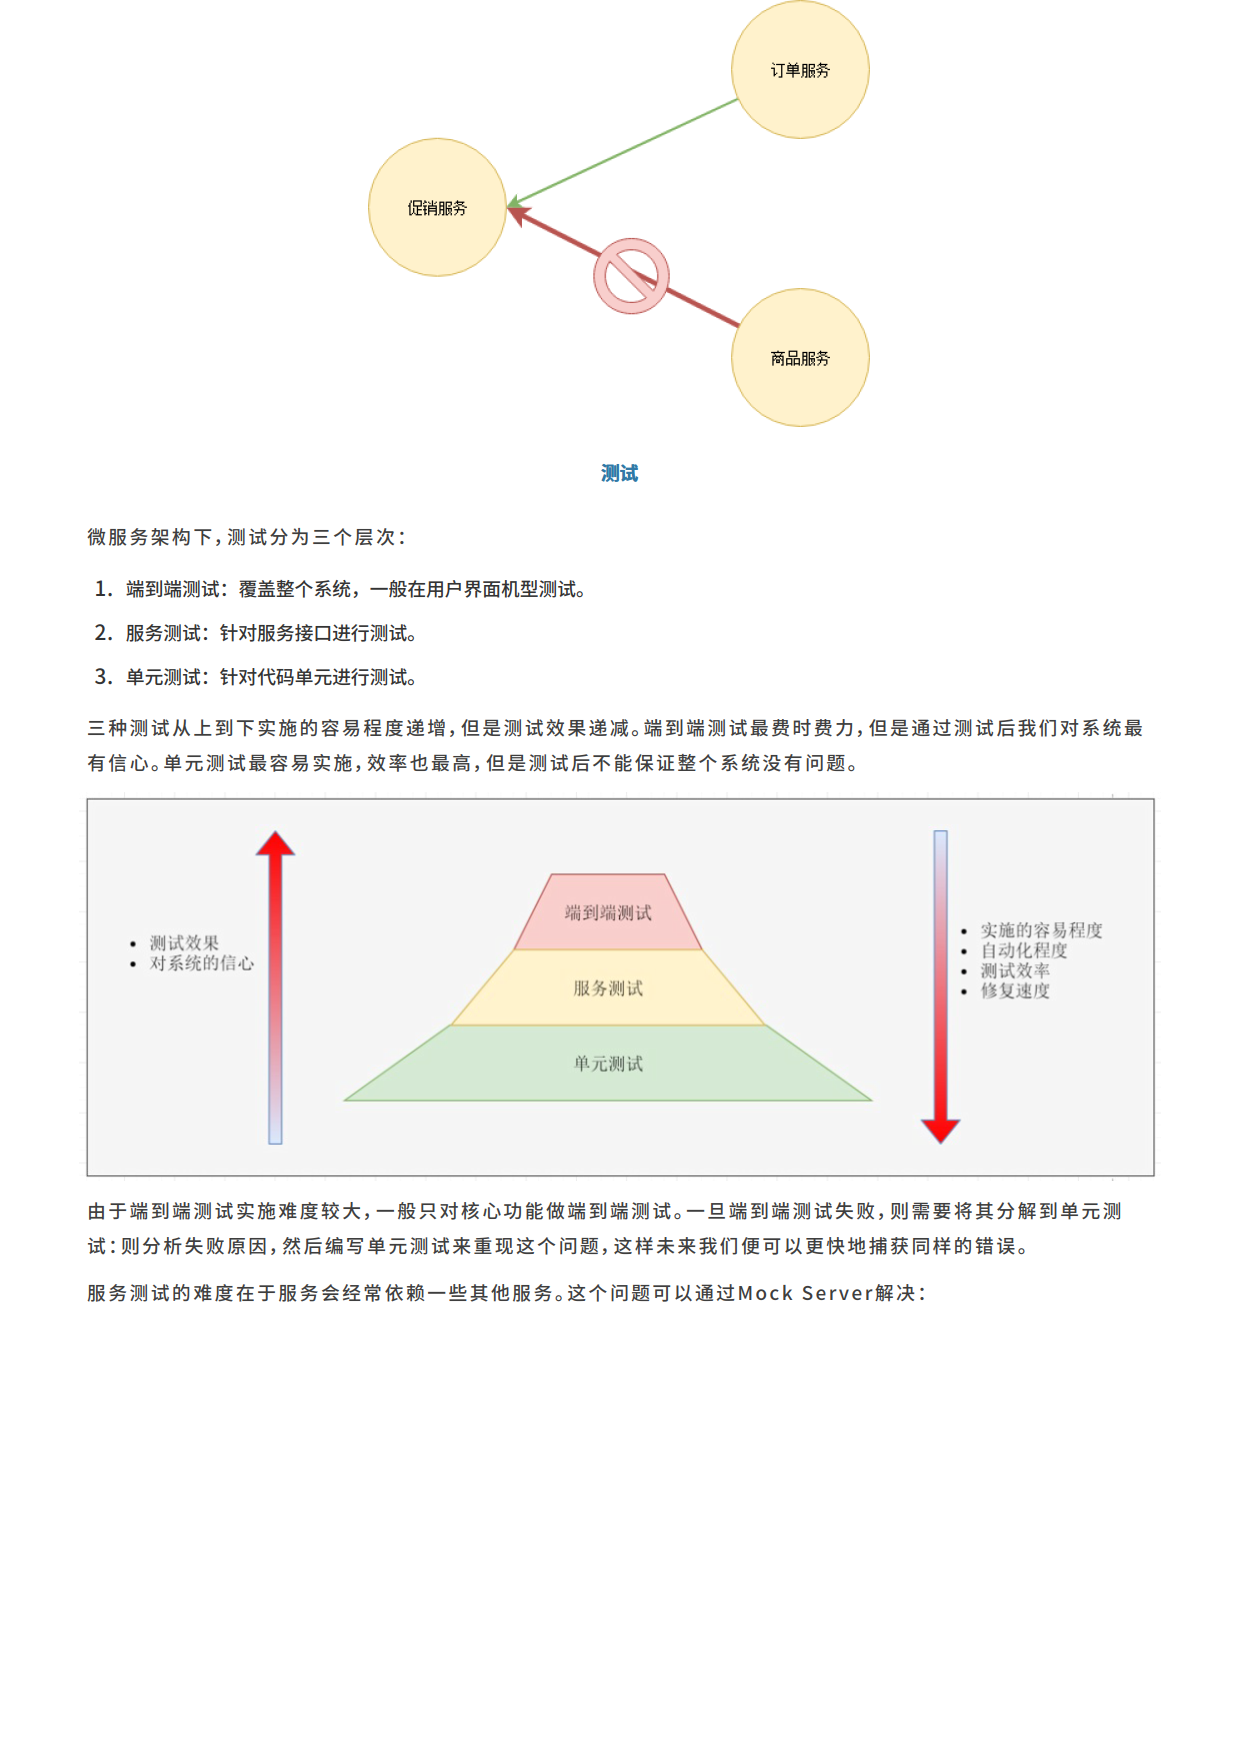 订单服务
促销服务
商品服务
测试
微服务架构下，测试分为三个层次：
1. 端到端测试：覆盖整个系统，一般在用户界面机型测试。
2. 服务测试：针对服务接口进行测试。
3. 单元测试：针对代码单元进行测试。
三种测试从上到下实施的容易程度递增，但是测试效果递减。端到端测试最费时费力，但是通过测试后我们对系统最
有信心。单元测试最容易实施，效率也最高，但是测试后不能保证整个系统没有问题。
端到端测试
服务测试
单元测试
• 测试效果
• 对系统的信心
• 实施的容易程度
• 自动化程度
• 测试效率
• 修复速度
由于端到端测试实施难度较大，一般只对核心功能做端到端测试。一旦端到端测试失败，则需要将其分解到单元测
试：则分析失败原因，然后编写单元测试来重现这个问题，这样未来我们便可以更快地捕获同样的错误。
服务测试的难度在于服务会经常依赖一些其他服务。这个问题可以通过Mock Server解决：